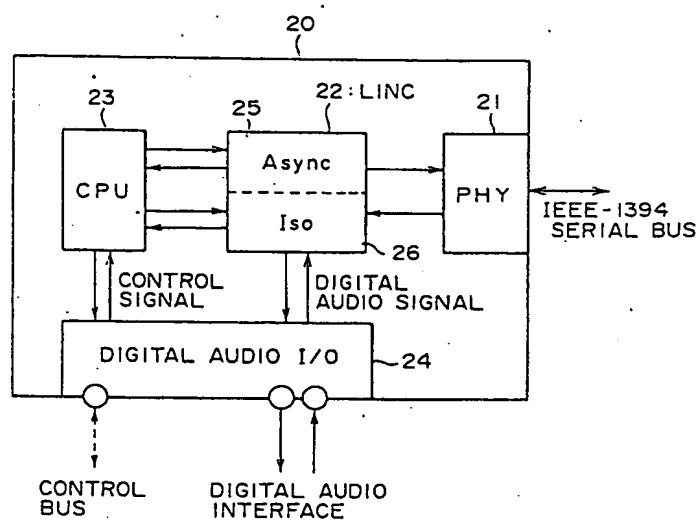 20
23
25
22:LINC
21
CPU
Async
Iso
PHY
IEEE-1394
SERIAL BUS
26
CONTROL
SIGNAL
DIGITAL
AUDIO SIGNAL
DIGITAL AUDIO I/O
24
CONTROL
BUS
DIGITAL AUDIO
INTERFACE